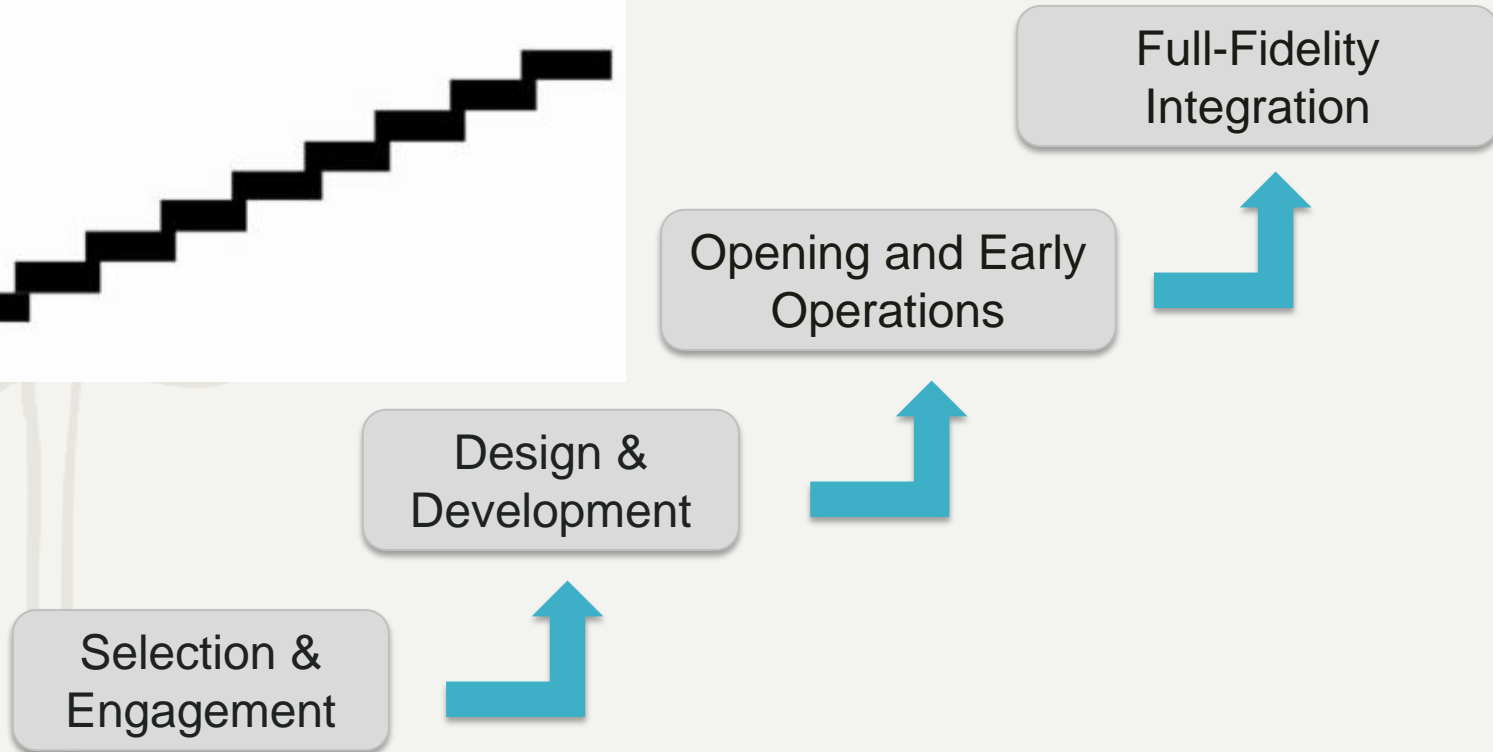 Full-Fidelity
Integration
Opening and Early
Operations
Design &
Development
Selection &
Engagement